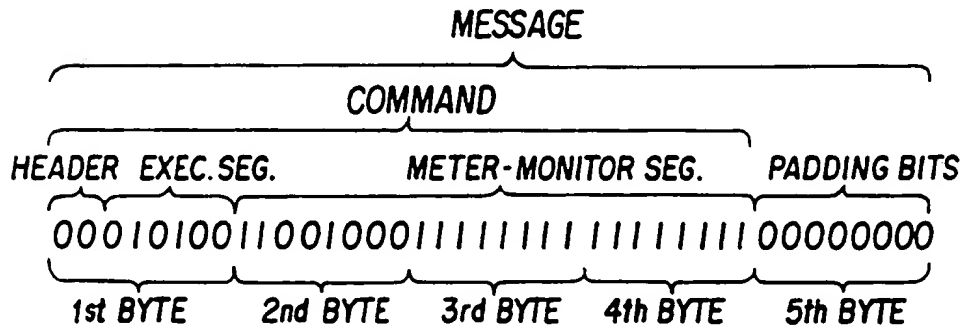 MESSAGE
COMMAND
HEADER EXEC. SEG. METER-MONITOR SEG. PADDING BITS
0001010011001000111111111111111100000000
1st BYTE 2nd BYTE 3rd BYTE 4th BYTE 5th BYTE